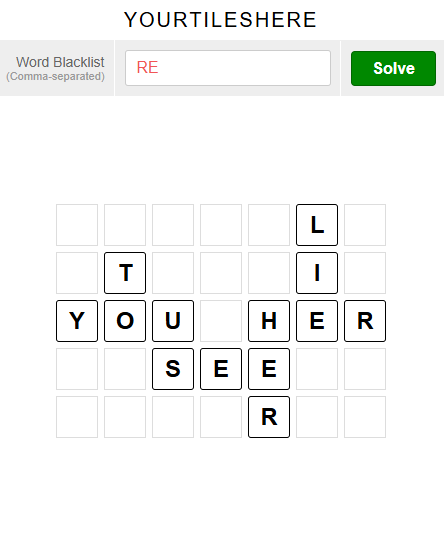 YOURTILESHERE
Word Blacklist
(Comma-separated)
RE
Solve
L
T I
Y O U H E R
S E E
R